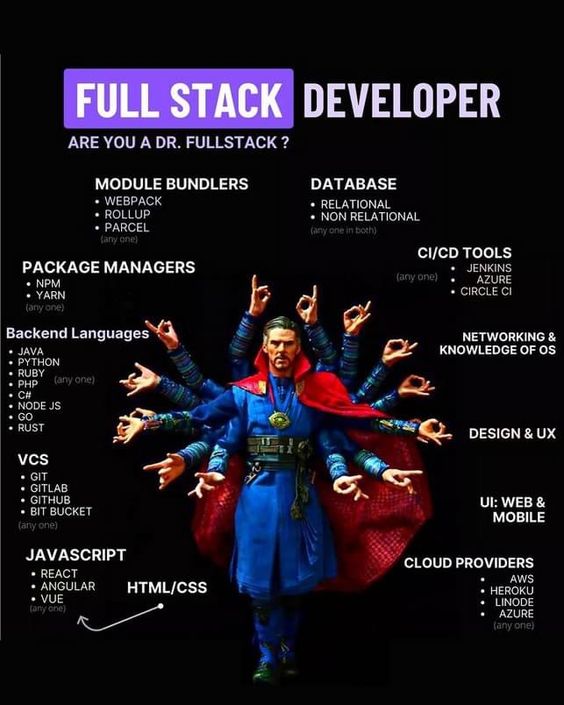 FULL STACK DEVELOPER
ARE YOU A DR. FULLSTACK ?
MODULE BUNDLERS
• WEBPACK
• ROLLUP
• PARCEL
(any one)
DATABASE
• RELATIONAL
• NON RELATIONAL
(any one in both)
CI/CD TOOLS
(any one)
• JENKINS
• AZURE
• CIRCLE CI
PACKAGE MANAGERS
• NPM
• YARN
(any one)
Backend Languages
• JAVA
• PYTHON
• RUBY
• PHP
(any one)
• C#
• NODE JS
• GO
• RUST
NETWORKING &
KNOWLEDGE OF OS
DESIGN & UX
VCS
• GIT
• GITLAB
• GITHUB
• BIT BUCKET
(any one)
UI: WEB &
MOBILE
JAVASCRIPT
• REACT
• ANGULAR
• VUE
(any one)
HTML/CSS
CLOUD PROVIDERS
• AWS
• HEROKU
• LINODE
• AZURE
(any one)